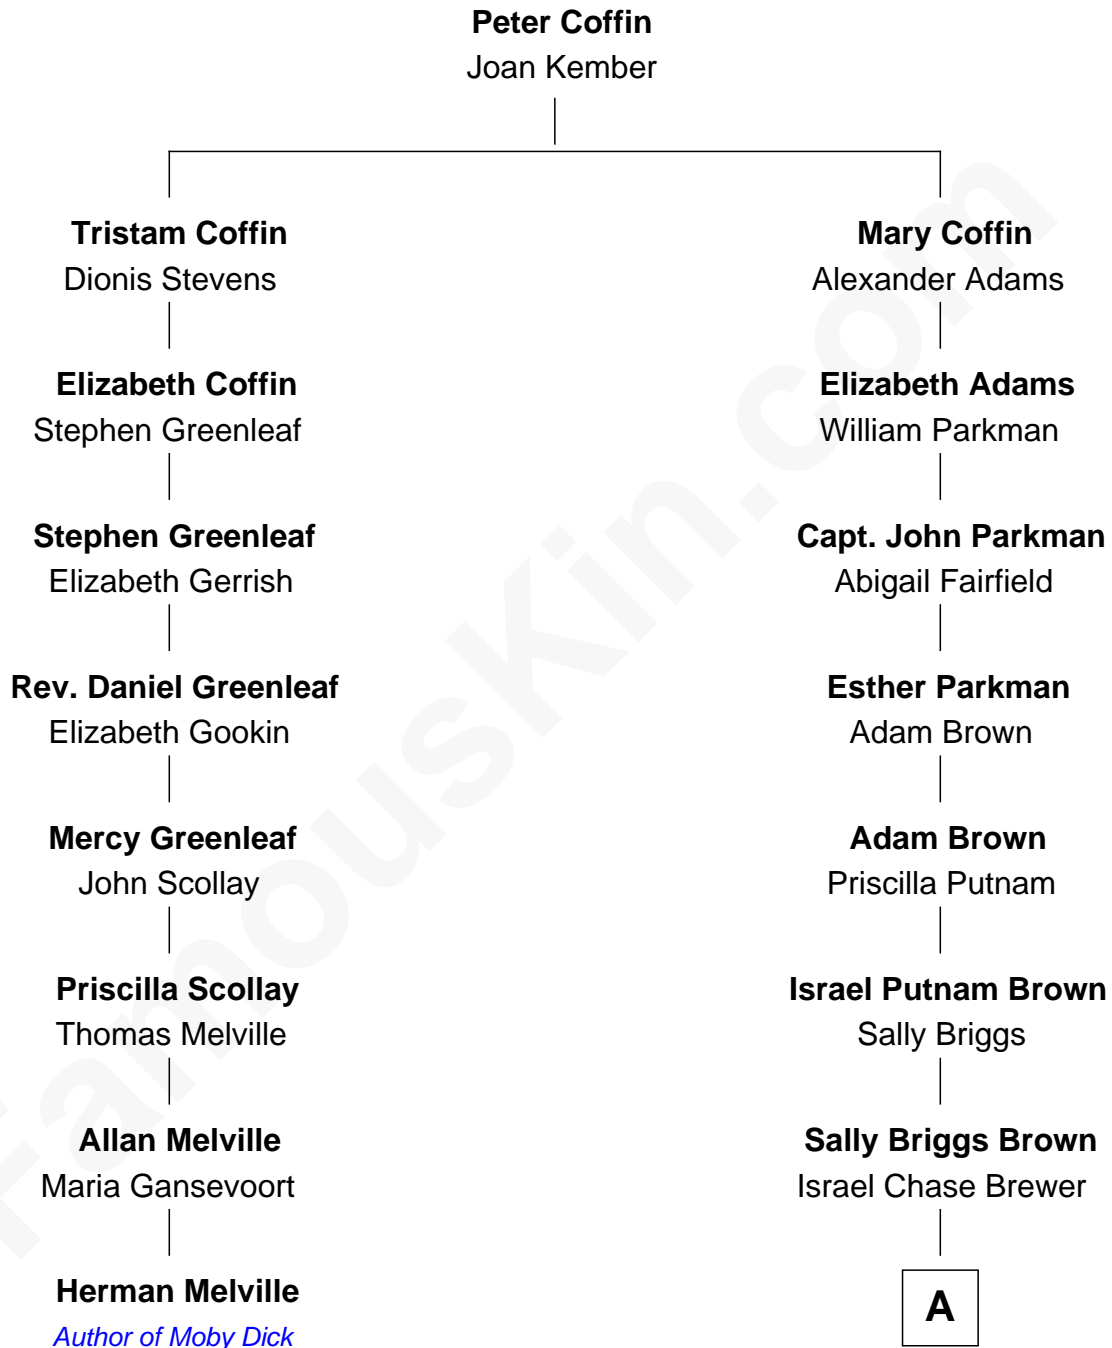 Peter Coffin
Joan Kember
Tristam Coffin
Dionis Stevens
Mary Coffin
Alexander Adams
Elizabeth Coffin
Stephen Greenleaf
Elizabeth Adams
William Parkman
Stephen Greenleaf
Elizabeth Gerrish
Capt. John Parkman
Abigail Fairfield
Rev. Daniel Greenleaf
Elizabeth Gookin
Esther Parkman
Adam Brown
Mercy Greenleaf
John Scollay
Adam Brown
Priscilla Putnam
Priscilla Scollay
Thomas Melville
Israel Putnam Brown
Sally Briggs
Allan Melville
Maria Gansevoort
Sally Briggs Brown
Israel Chase Brewer
Herman Melville
Author of Moby Dick
A
FamousKin.com